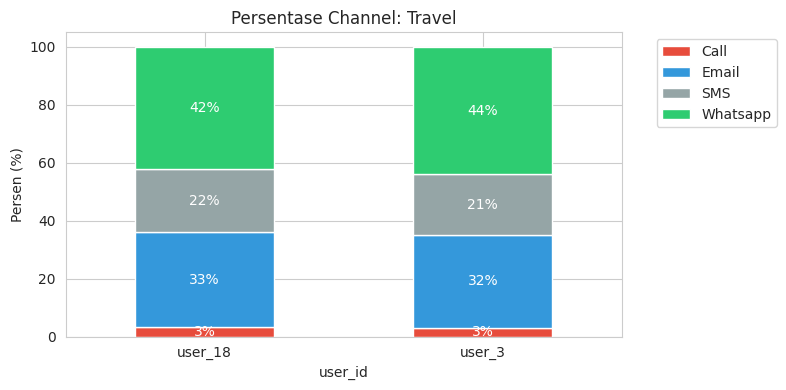 Persentase Channel: Travel
100
80
60
40
20
0
Persen (%)
42%
22%
33%
3%
44%
21%
32%
3%
user_18
user_3
user_id
Call
Email
SMS
Whatsapp